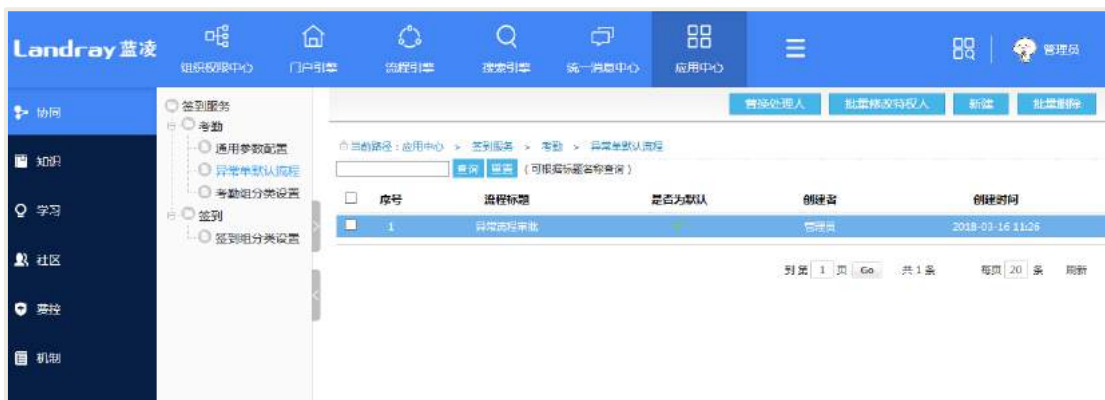 Landray 蓝凌
组织权限中心 门户引擎 流程引擎 搜索引擎 统一消息中心 应用中心 管理员
协同
知识
学习
社区
费控
机制
签到服务
考勤
通用参数配置
异常单默认流程
考勤组分类设置
签到
签到组分类设置
替换处理人 批量修改特权人 新建 批量删除
当前路径：应用中心 > 签到服务 > 考勤 > 异常单默认流程
查询 重置 (可根据标题名称查询)
序号 流程标题 是否为默认 创建者 创建时间
1 异常流程审批 管理员 2018-03-16 11:26
到第 1 页 Go 共 1 条 每页 20 条 刷新